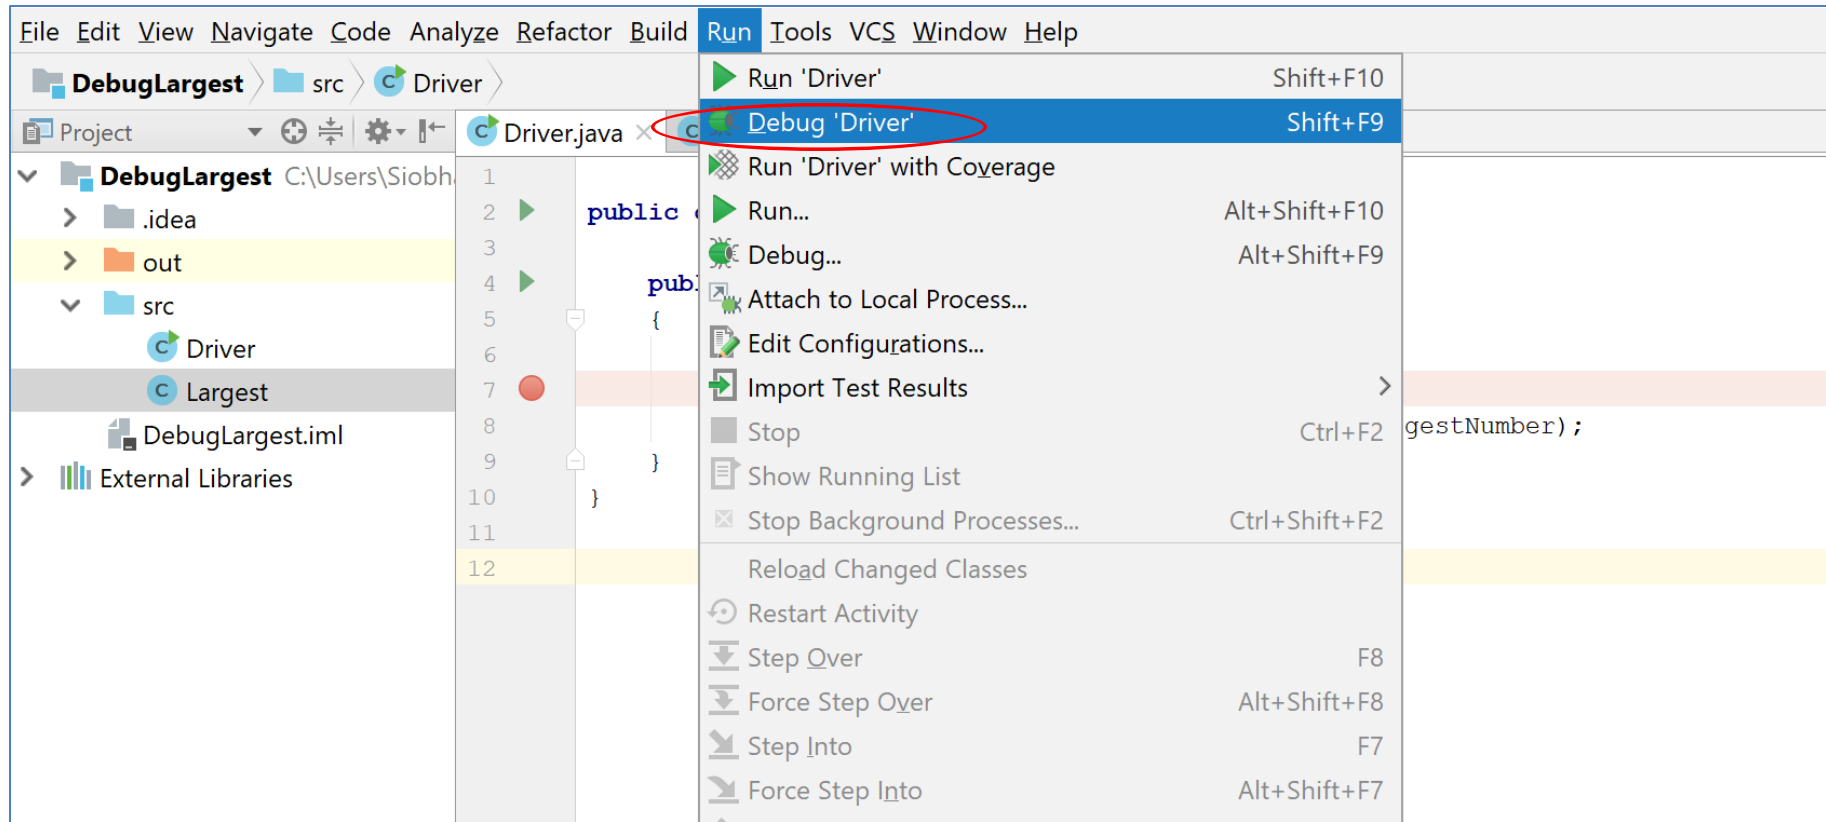 File Edit View Navigate Code Analyze Refactor Build Run Tools VCS Window Help
DebugLargest src Driver
Project
Driver.java
DebugLargest C:\Users\Siobha
.idea
out
src
Driver
Largest
DebugLargest.iml
External Libraries
1
2 public
3
4 publ
5 {
6
7
8 gestNumber);
9 }
10 }
11
12
Run 'Driver' Shift+F10
Debug 'Driver' Shift+F9
Run 'Driver' with Coverage
Run... Alt+Shift+F10
Debug... Alt+Shift+F9
Attach to Local Process...
Edit Configurations...
Import Test Results
Stop Ctrl+F2
Show Running List
Stop Background Processes... Ctrl+Shift+F2
Reload Changed Classes
Restart Activity
Step Over F8
Force Step Over Alt+Shift+F8
Step Into F7
Force Step Into Alt+Shift+F7